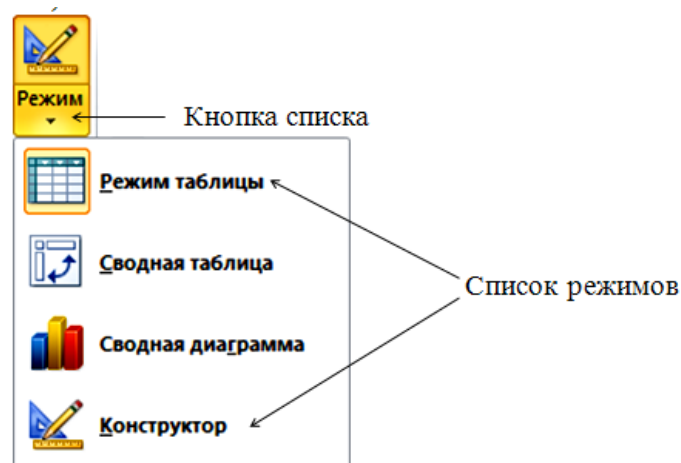 Режим
Кнопка списка
Режим таблицы
Сводная таблица
Список режимов
Сводная диаграмма
Конструктор